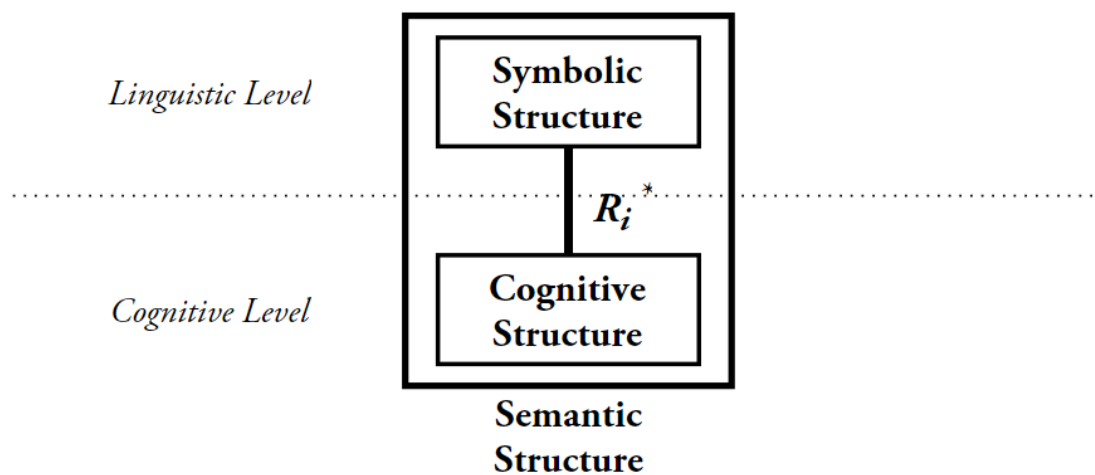 Symbolic
Structure
Linguistic Level
R_i*
Cognitive
Structure
Cognitive Level
Semantic
Structure